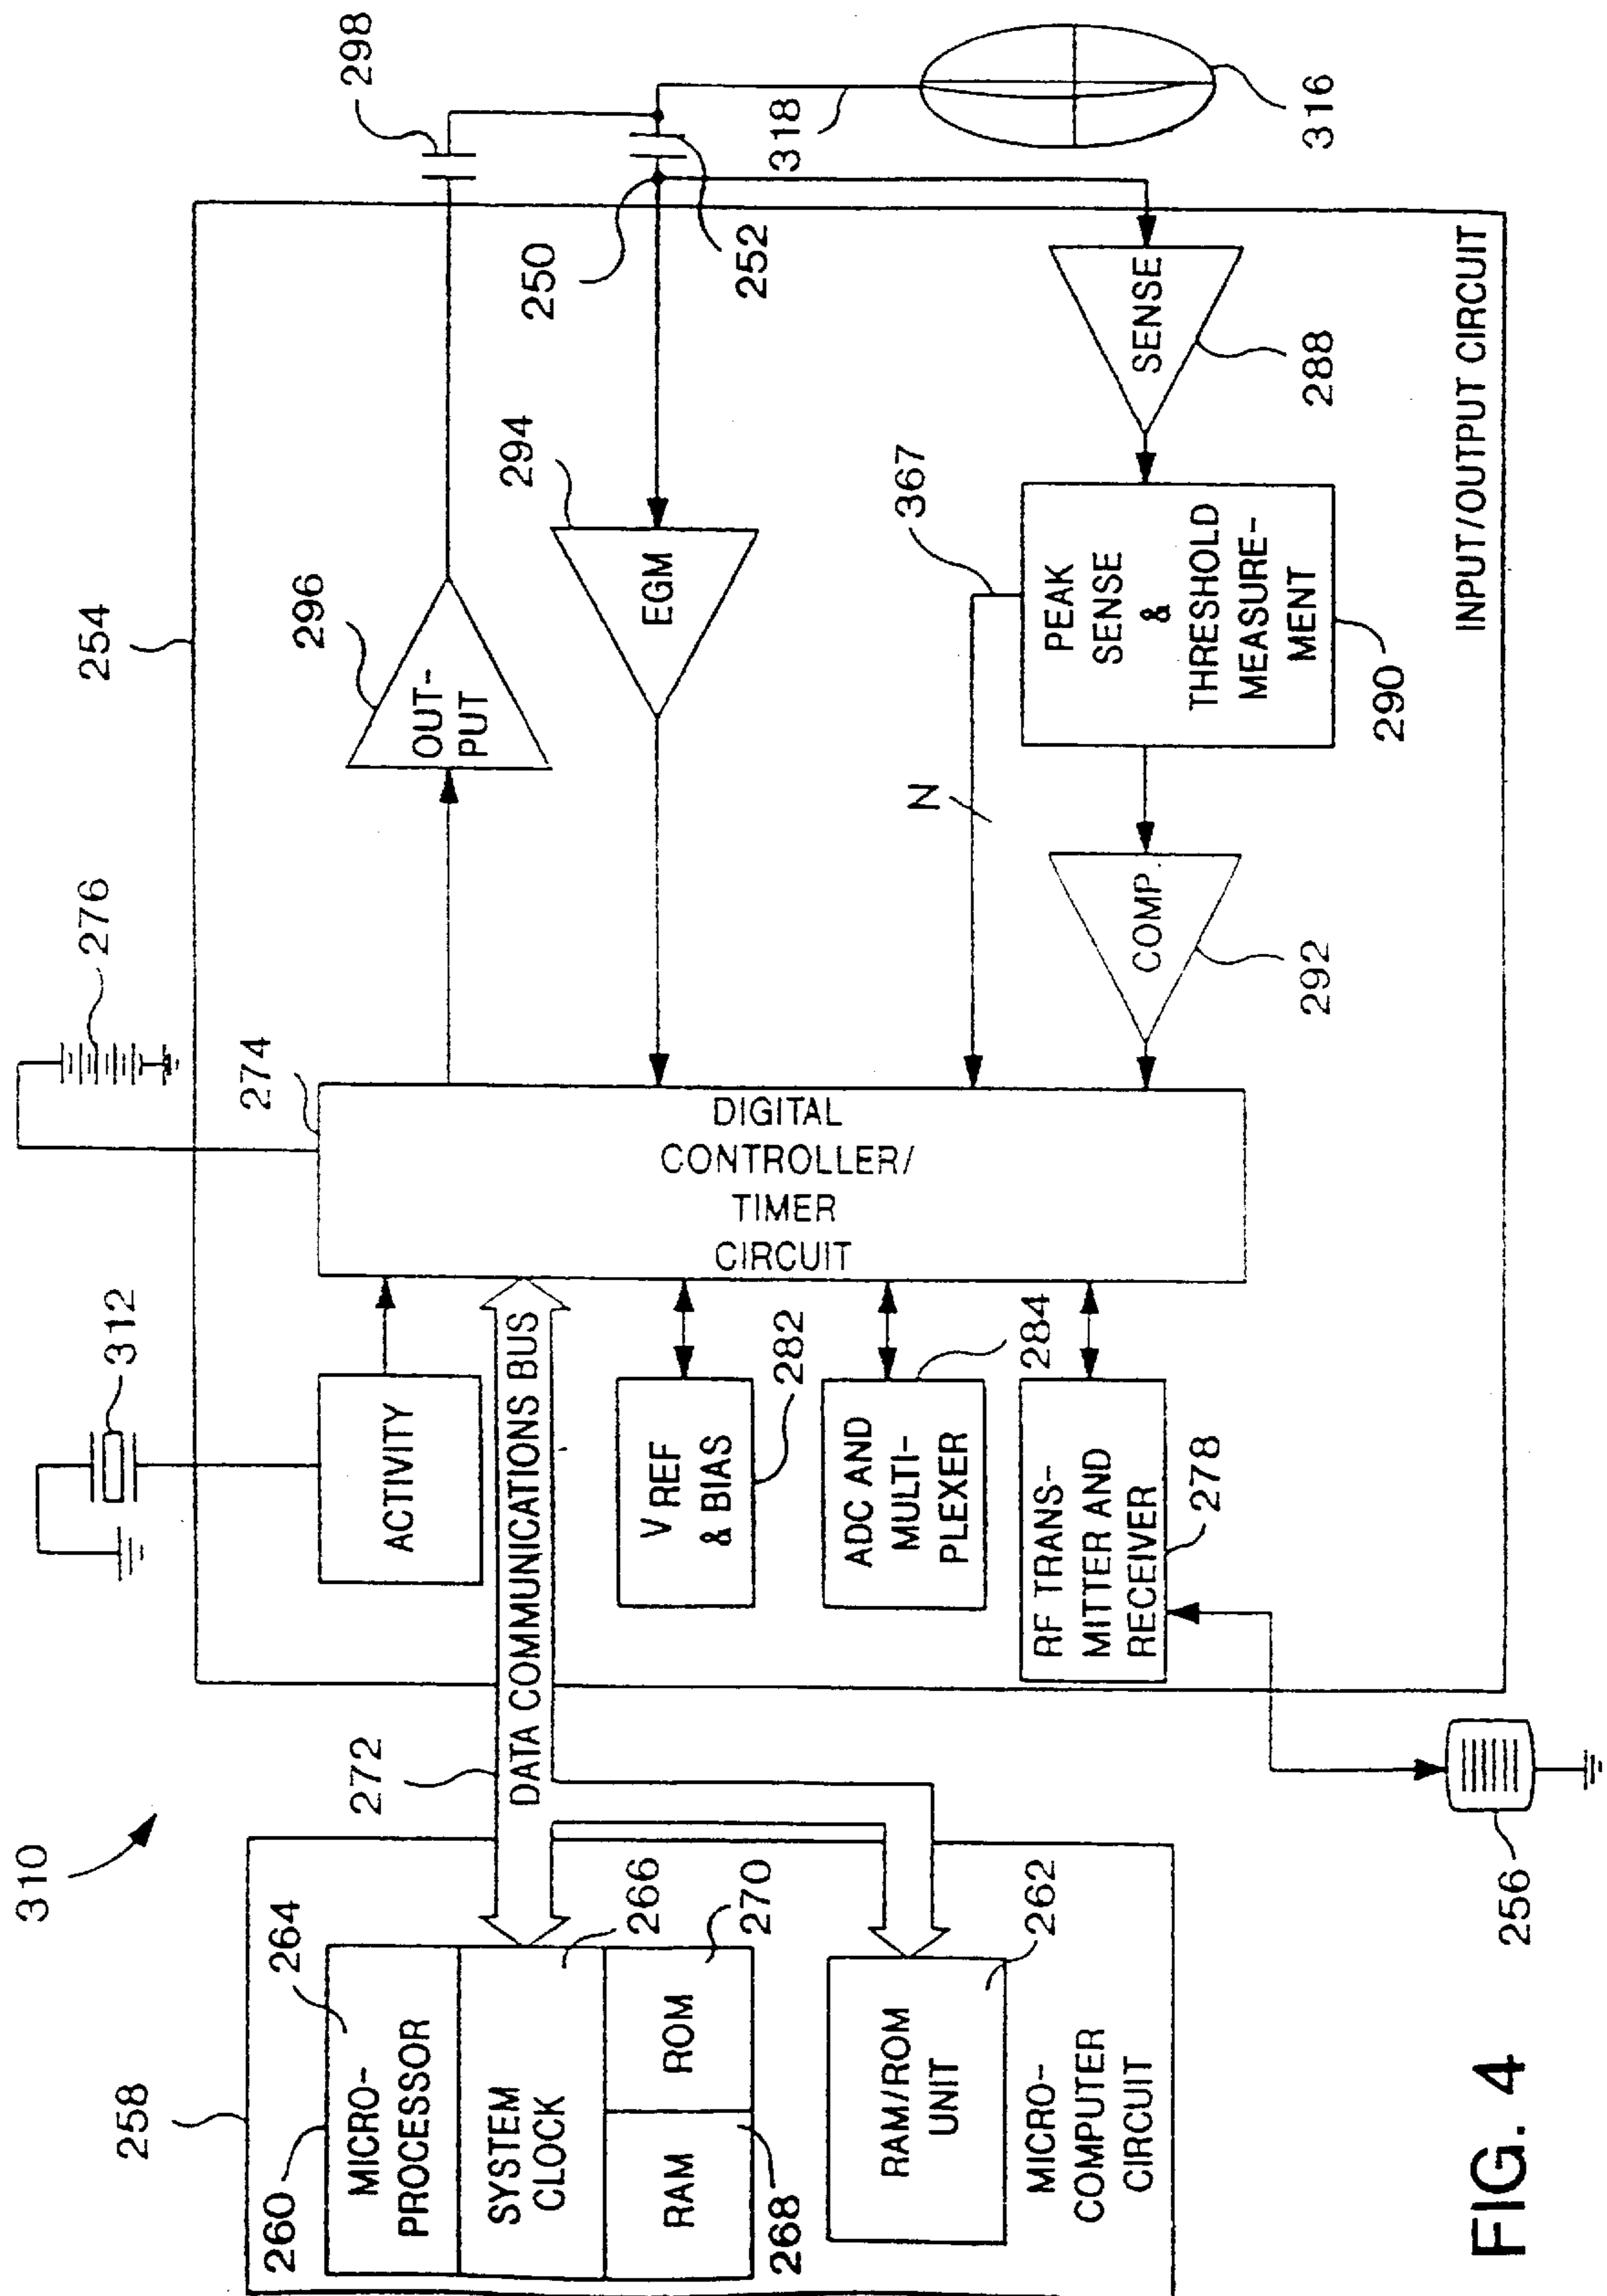 310
258
260
264
MICRO-
PROCESSOR
SYSTEM
CLOCK
266
RAM
ROM
270
268
RAM/ROM
UNIT
262
MICRO-
COMPUTER
CIRCUIT
272
DATA COMMUNICATIONS BUS
312
ACTIVITY
V REF
& BIAS
282
ADC AND
MULTI-
PLEXER
284
RF TRANS-
MITTER AND
RECEIVER
278
256
276
274
DIGITAL
CONTROLLER/
TIMER
CIRCUIT
254
296
OUT-
PUT
294
EGM
N
367
COMP.
292
PEAK
SENSE
&
THRESHOLD
MEASURE-
MENT
290
SENSE
288
250
252
298
318
316
INPUT/OUTPUT CIRCUIT
FIG. 4